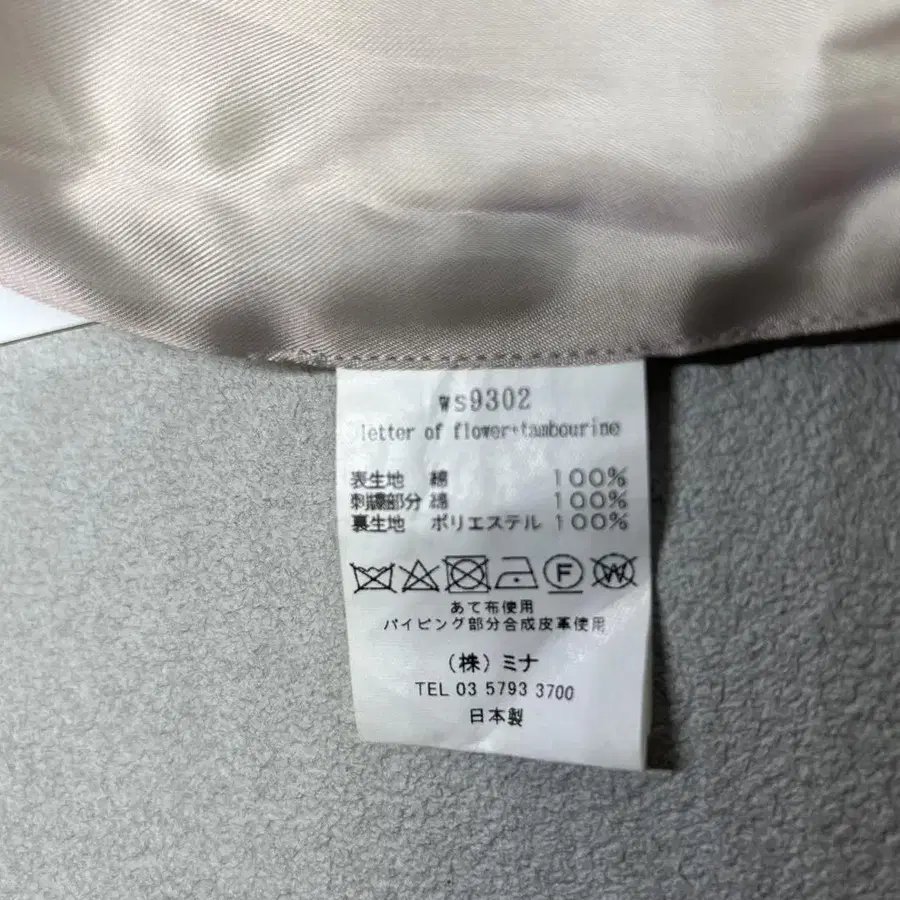 ws9302
letter of flower+tambourine
表生地 綿 100%
刺繍部分 綿 100%
裏生地 ポリエステル 100%
F W
あて布使用
パイピング部分合成皮革使用
(株)ミナ
TEL 03 5793 3700
日本製